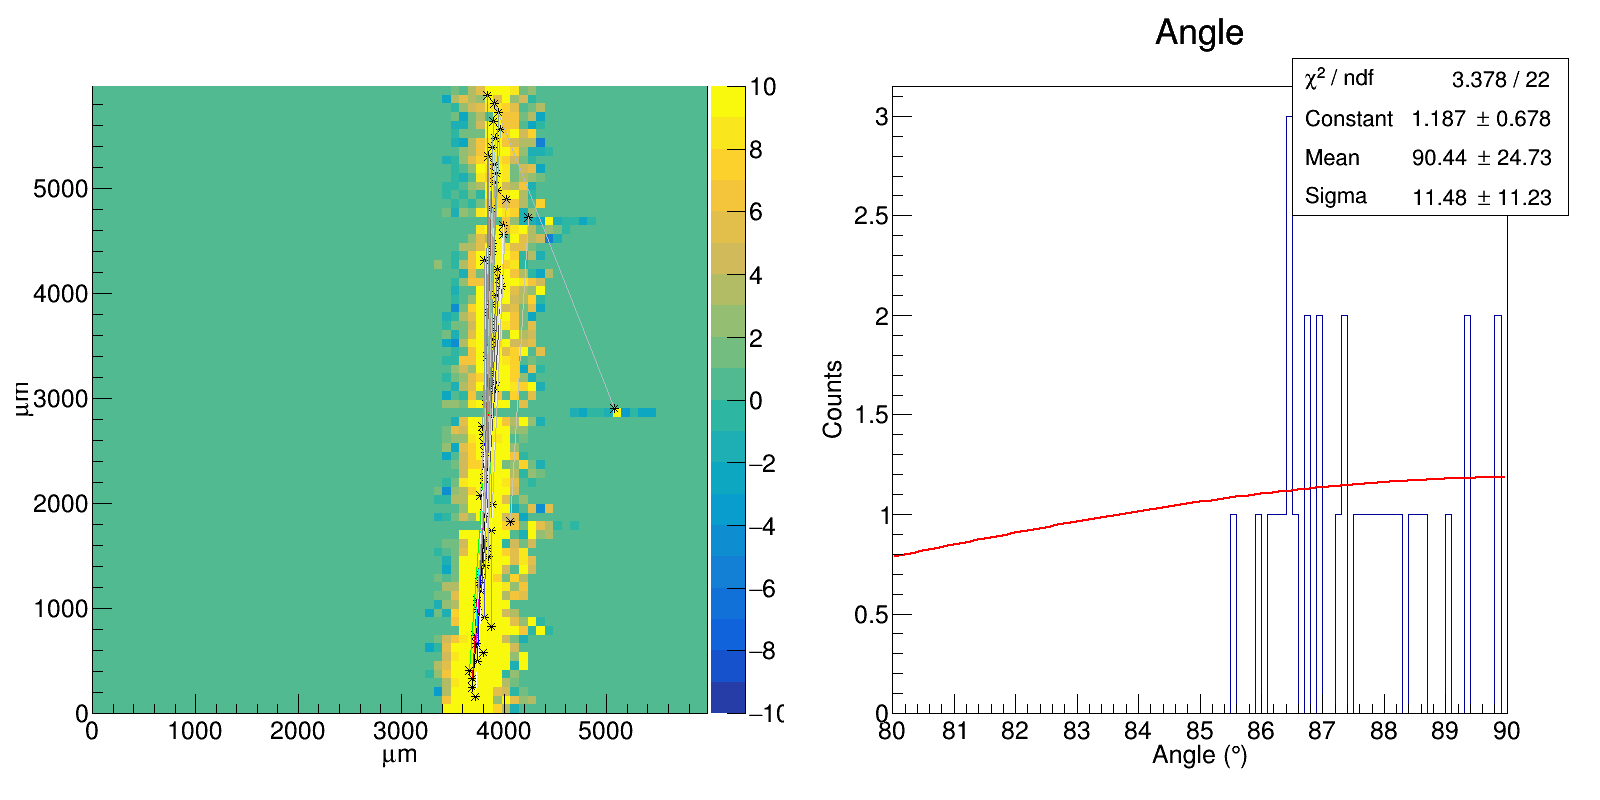 Angle
χ² / ndf 3.378 / 22
Constant 1.187 ± 0.678
Mean 90.44 ± 24.73
Sigma 11.48 ± 11.23
μm
5000
4000
3000
2000
1000
0
0 1000 2000 3000 4000 5000
μm
10
8
6
4
2
0
−2
−4
−6
−8
−10
Counts
3
2.5
2
1.5
1
0.5
0
80 81 82 83 84 85 86 87 88 89 90
Angle (°)